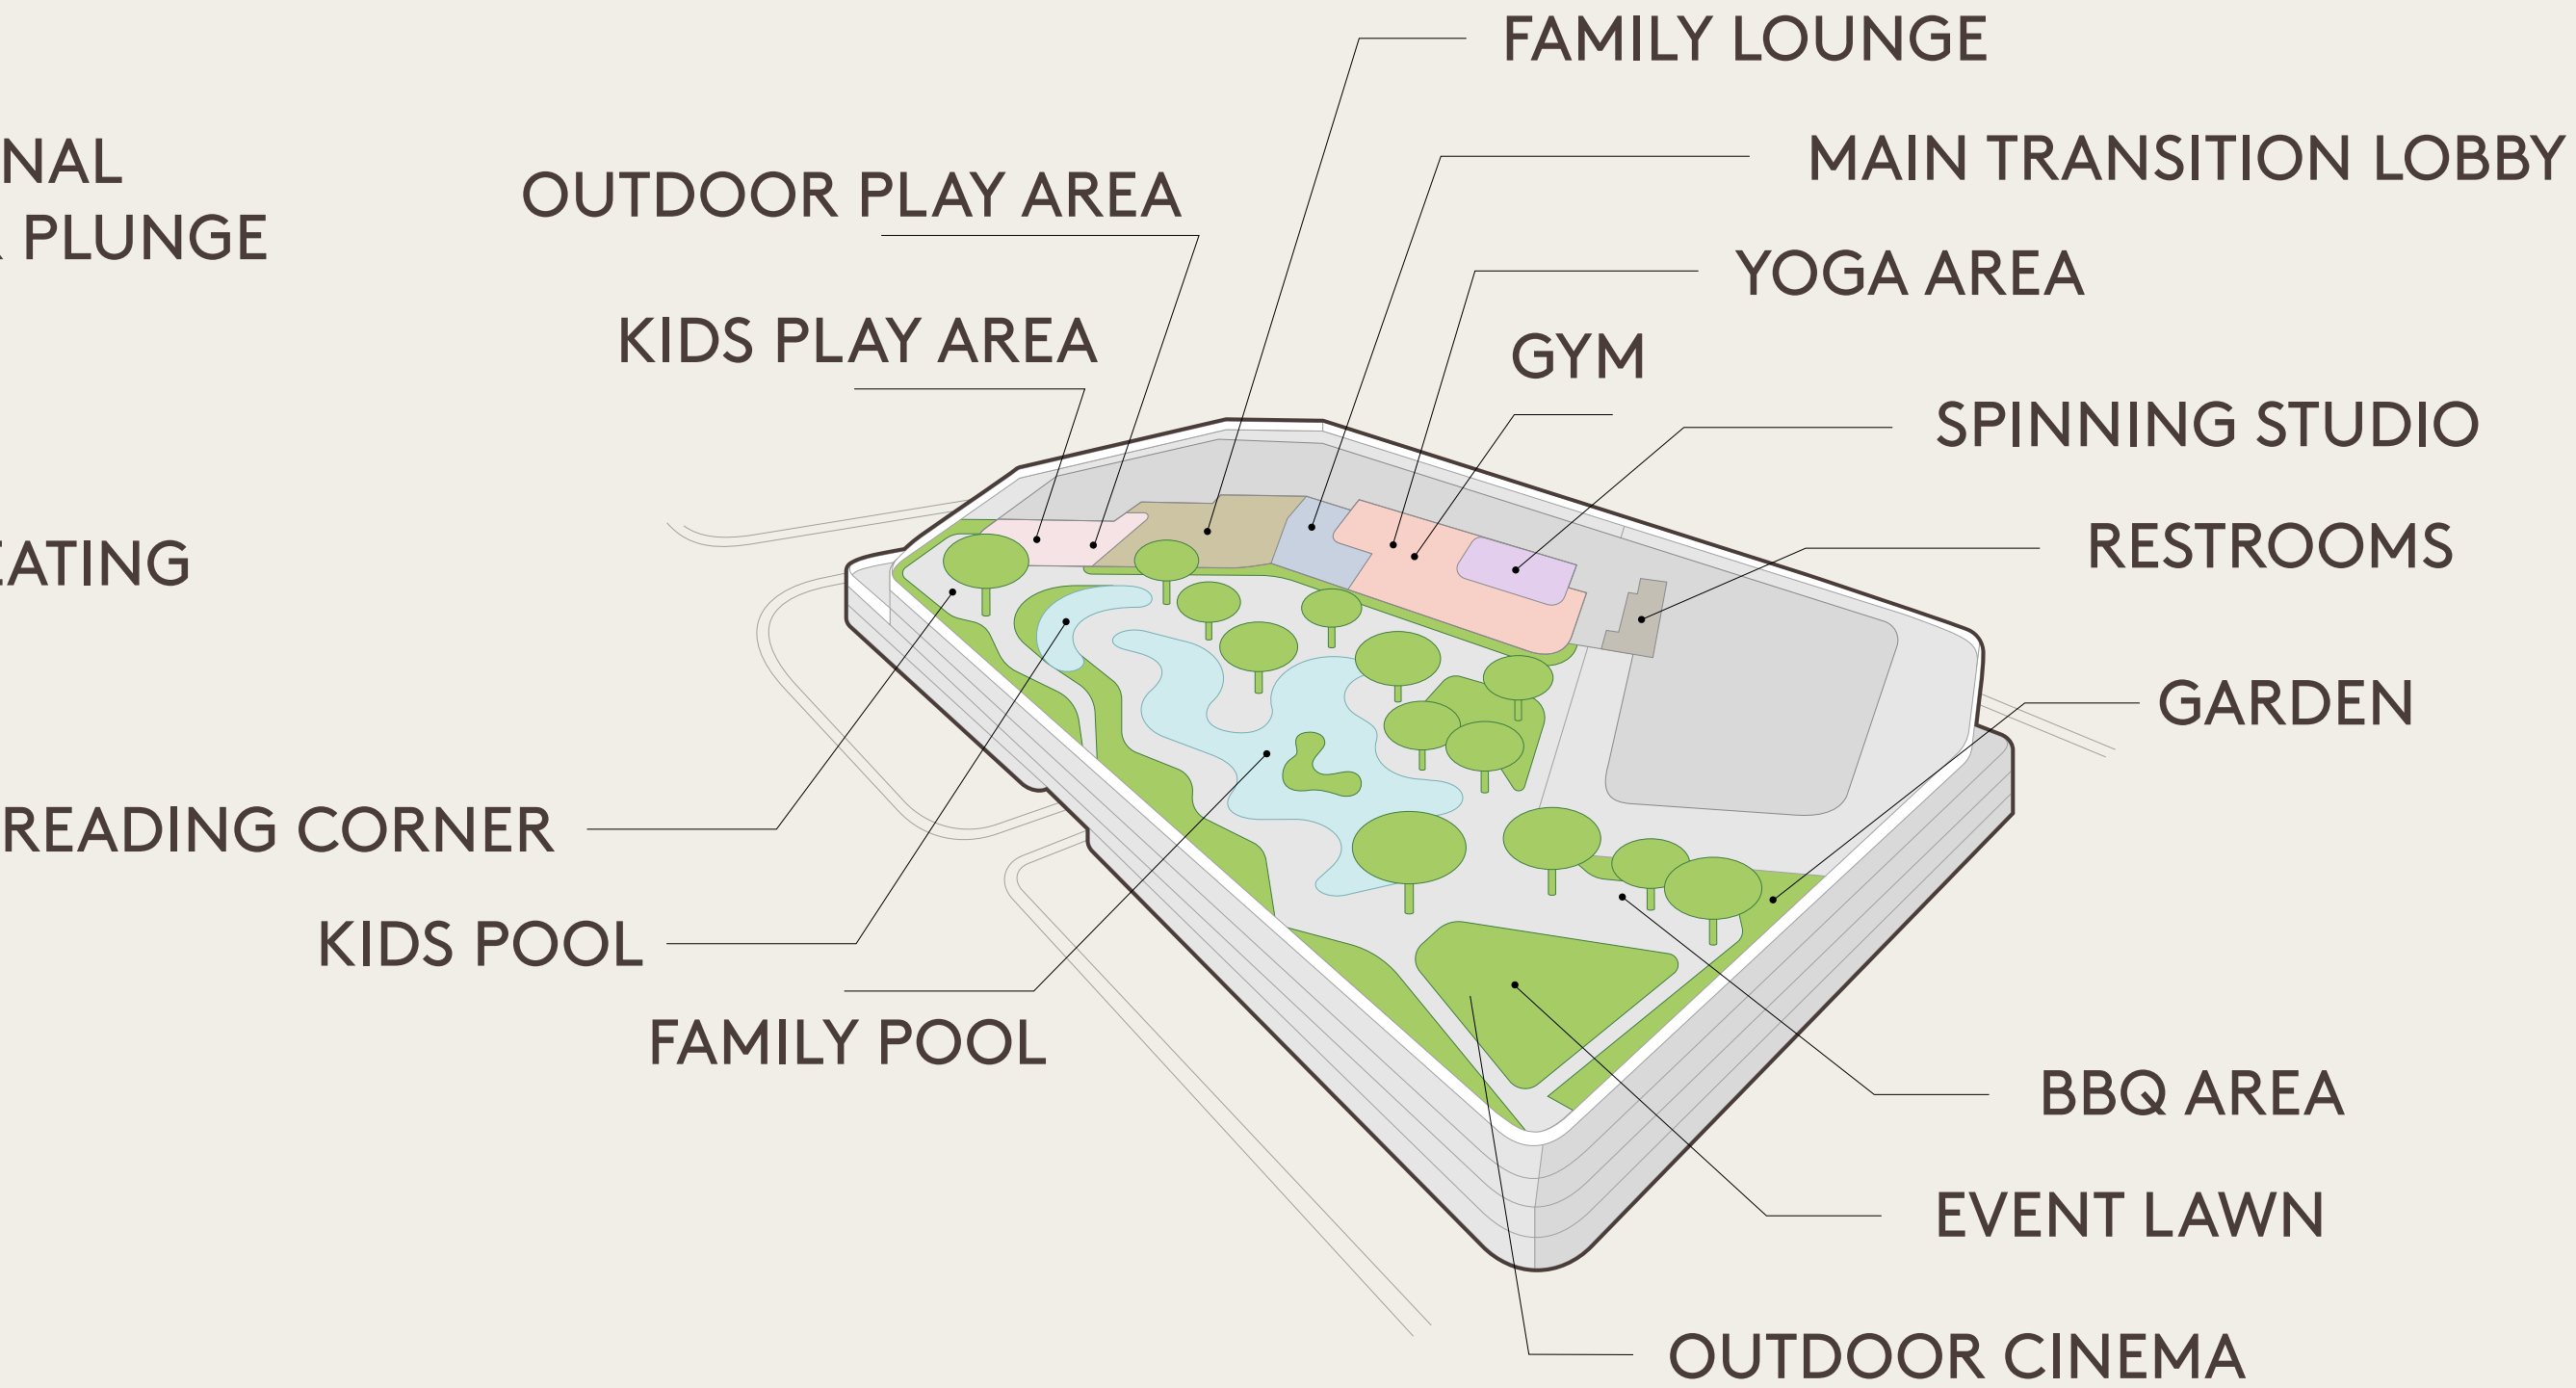 FAMILY LOUNGE
MAIN TRANSITION LOBBY
NAL
PLUNGE
OUTDOOR PLAY AREA
YOGA AREA
KIDS PLAY AREA
GYM
SPINNING STUDIO
RESTROOMS
EATING
GARDEN
READING CORNER
KIDS POOL
FAMILY POOL
BBQ AREA
EVENT LAWN
OUTDOOR CINEMA